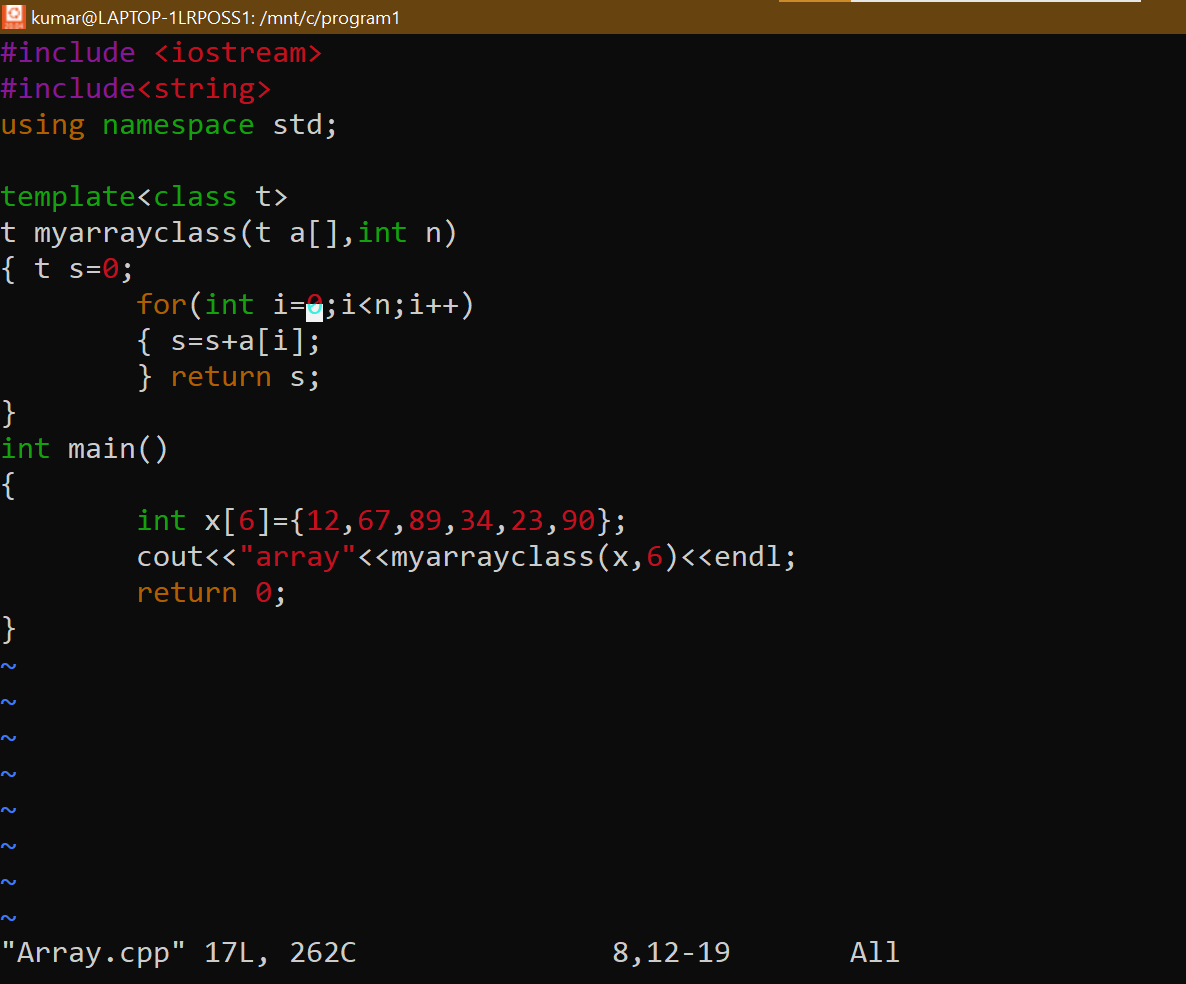 kumar@LAPTOP-1LRPOSS1: /mnt/c/program1
#include <iostream>
#include<string>
using namespace std;

template<class t>
t myarrayclass(t a[],int n)
{ t s=0;
        for(int i=0;i<n;i++)
        { s=s+a[i];
        } return s;
}
int main()
{
        int x[6]={12,67,89,34,23,90};
        cout<<"array"<<myarrayclass(x,6)<<endl;
        return 0;
}
~
~
~
~
~
~
~
~
"Array.cpp" 17L, 262C 8,12-19 All